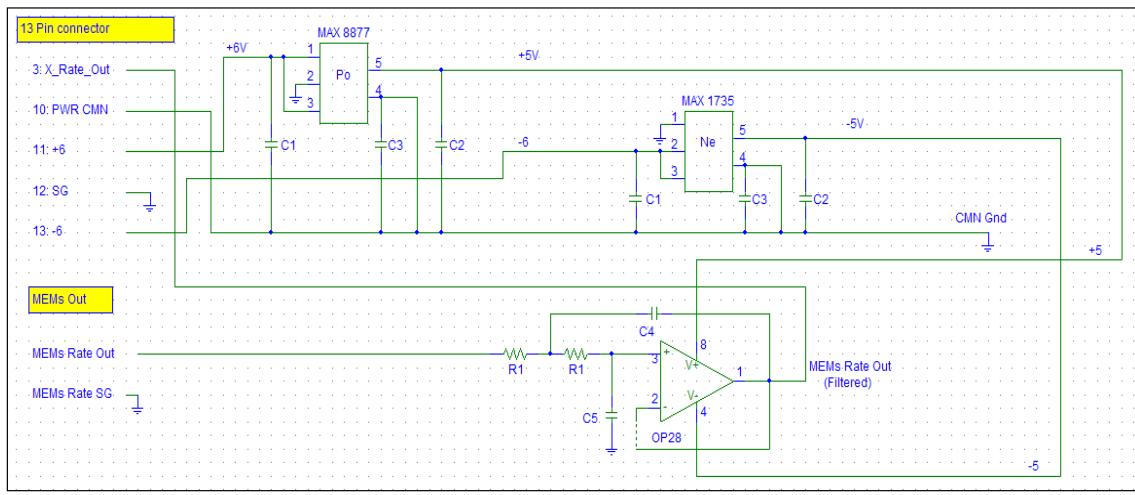 13 Pin connector
3: X_Rate_Out
10: PWR CMN
11: +6
12: SG
13: -6
+6V
MAX 8877
1
2
3
Po
5
4
+5V
C1
C3
C2
-6
MAX 1735
1
2
3
Ne
5
4
-5V
C1
C3
C2
CMN Gnd
+5
MEMs Out
MEMs Rate Out
MEMs Rate SG
R1
R1
C4
C5
3
+
2
-
V+
8
V-
4
1
OP28
MEMs Rate Out
(Filtered)
-5